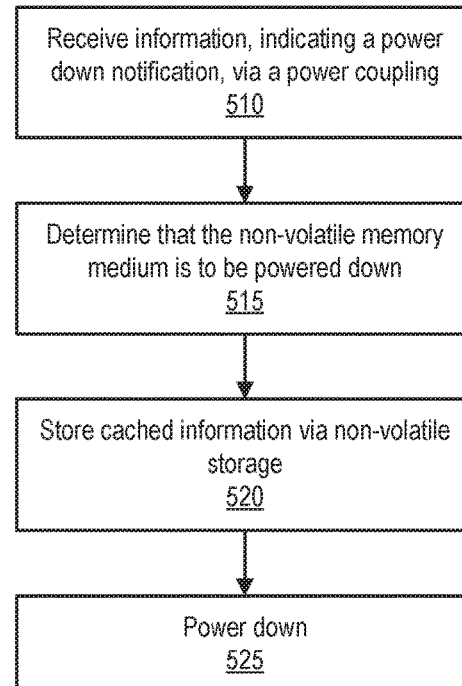 Receive information, indicating a power
down notification, via a power coupling
510
Determine that the non-volatile memory
medium is to be powered down
515
Store cached information via non-volatile
storage
520
Power down
525